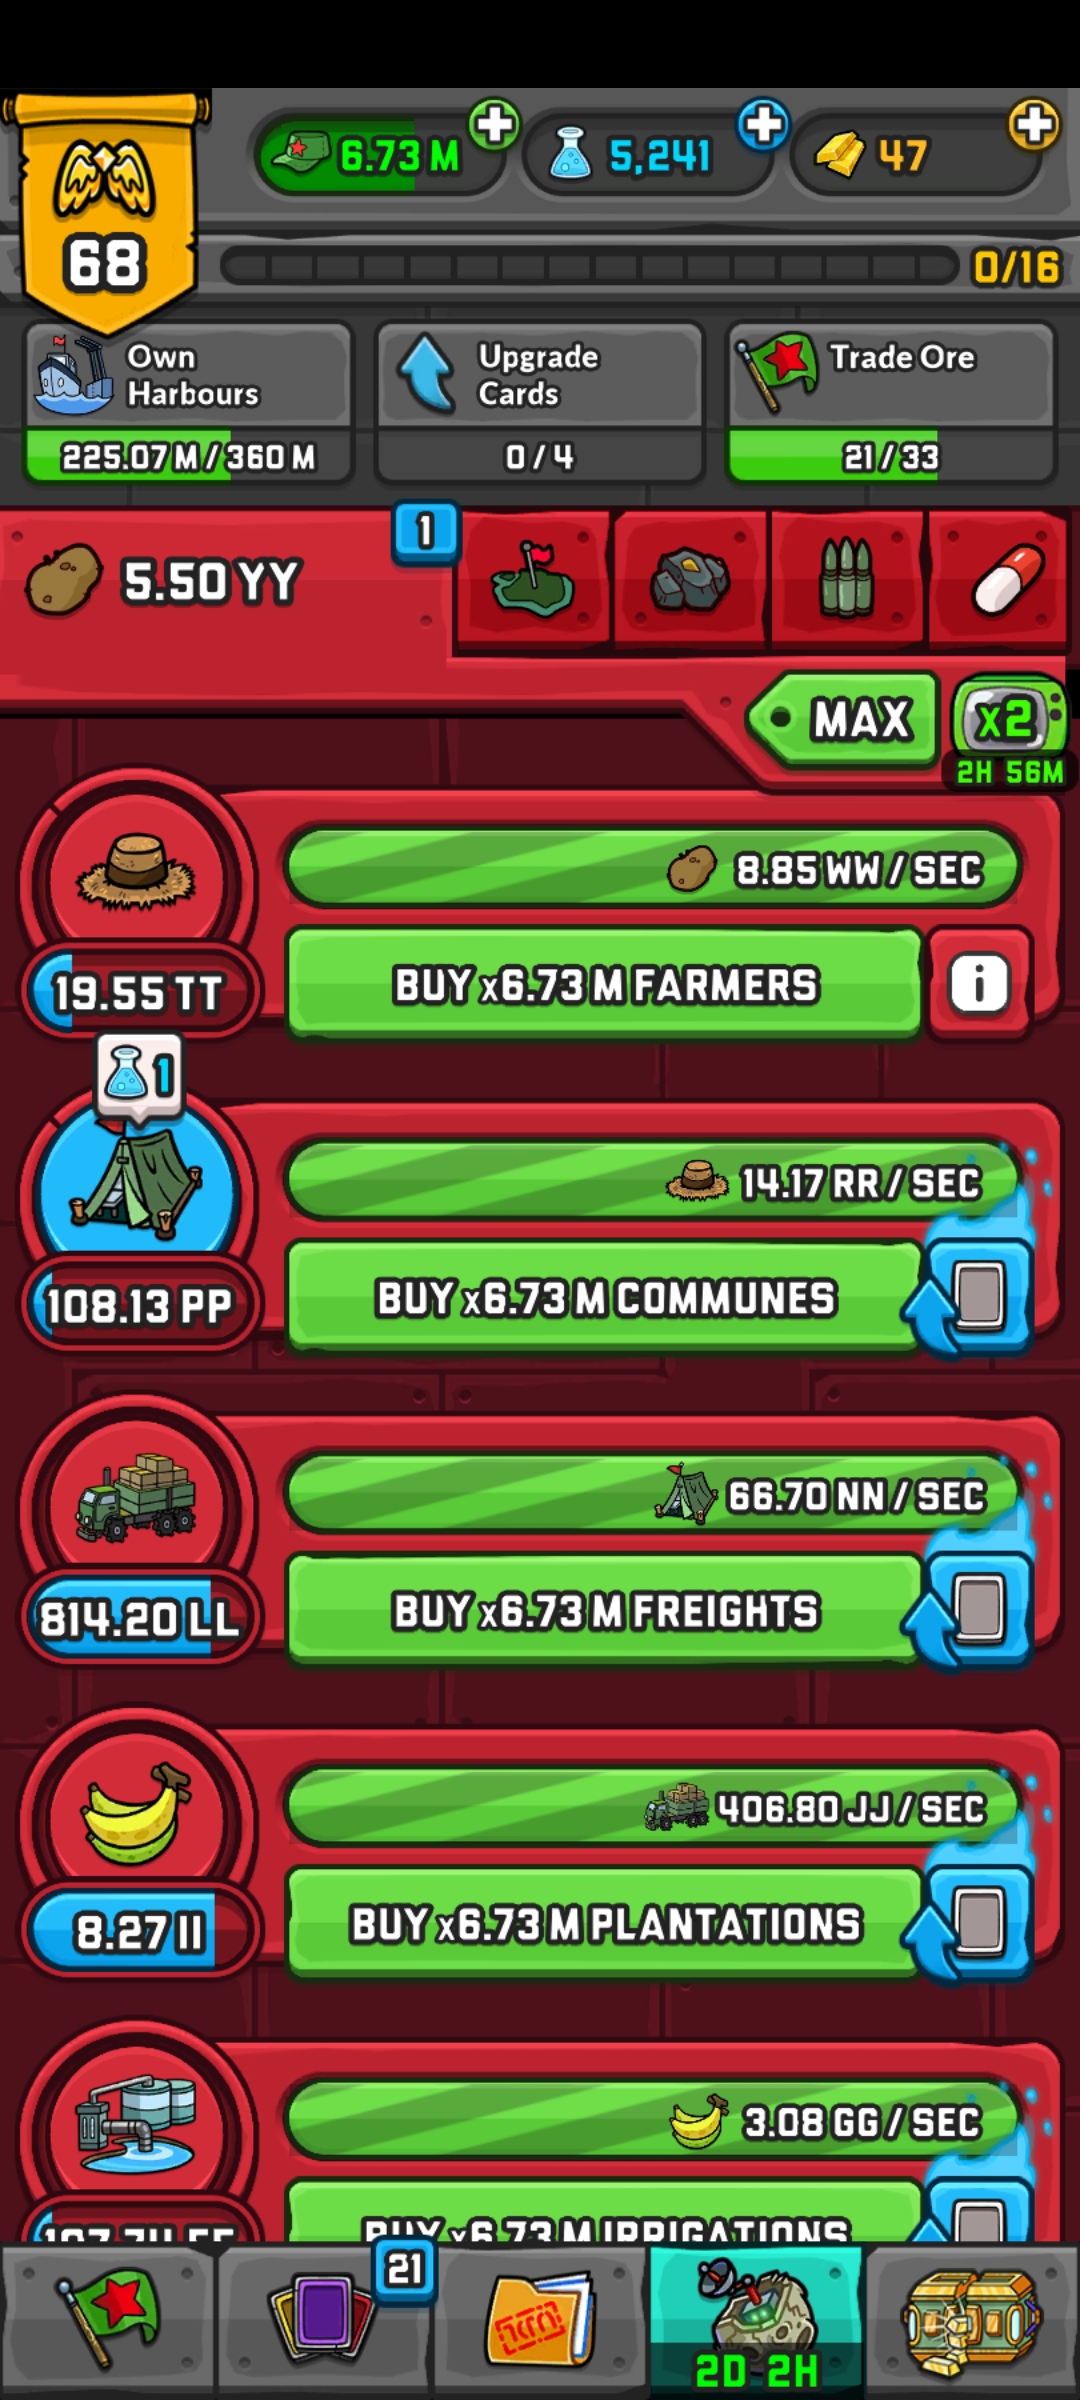 68
6.73 M
5,241
47
0/16
Own
Harbours
225.07 M / 360 M
Upgrade
Cards
0 / 4
Trade Ore
21 / 33
5.50 YY
1
MAX
x2
2H 56M
8.85 WW / SEC
19.55 TT
BUY x6.73 M FARMERS
i
1
14.17 RR / SEC
108.13 PP
BUY x6.73 M COMMUNES
66.70 NN / SEC
814.20 LL
BUY x6.73 M FREIGHTS
406.80 JJ / SEC
8.27 II
BUY x6.73 M PLANTATIONS
3.08 GG / SEC
BUY x6.73 M IRRIGATIONS
21
2D 2H